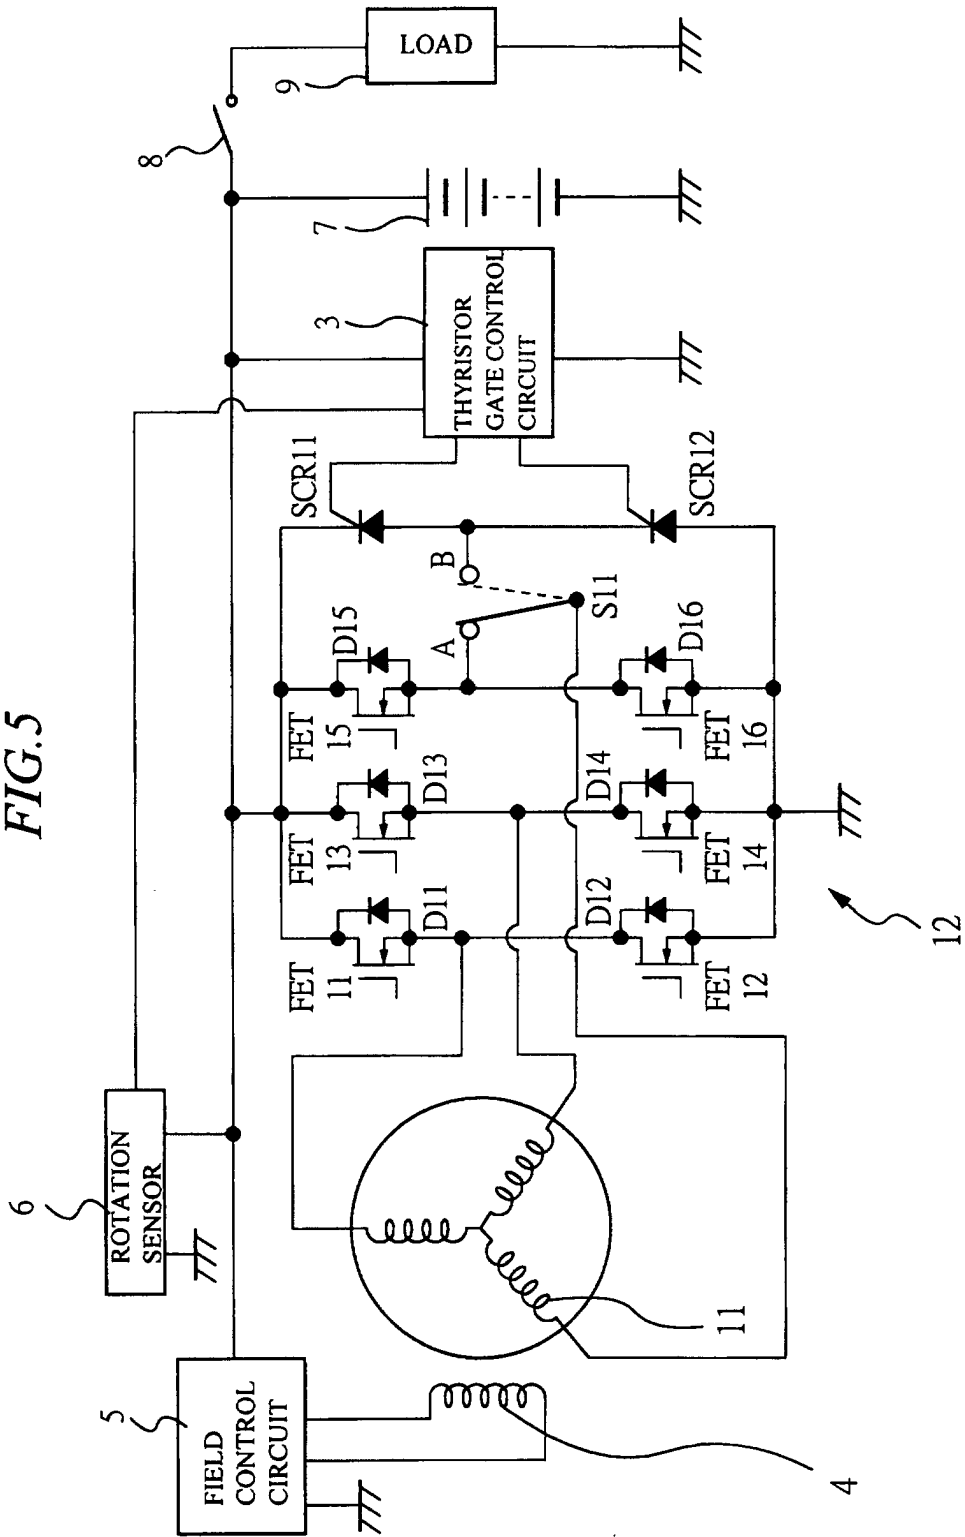 FIG.5
5
FIELD
CONTROL
CIRCUIT
6
ROTATION
SENSOR
4
11
FET
11
D11
FET
13
D13
FET
15
D15
FET
12
D12
FET
14
D14
FET
16
D16
A
B
S11
SCR11
SCR12
12
3
THYRISTOR
GATE CONTROL
CIRCUIT
7
8
9
LOAD